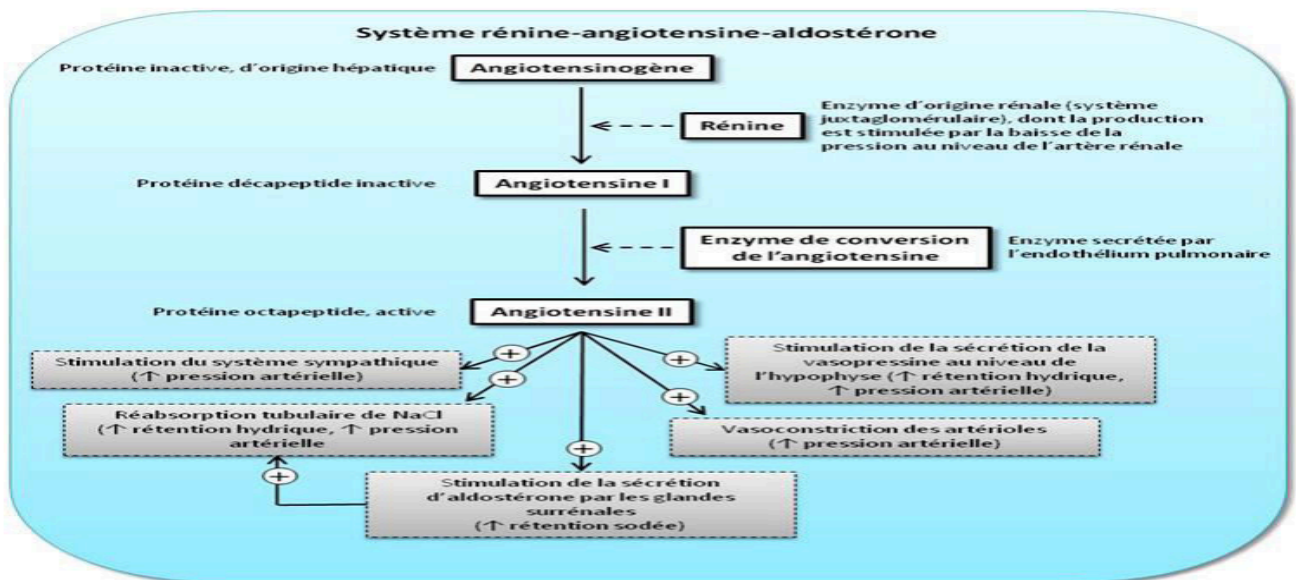 Système rénine-angiotensine-aldostérone
Protéine inactive, d'origine hépatique
Angiotensinogène
Enzyme d'origine rénale (système
juxtaglomérulaire), dont la production
est stimulée par la baisse de la
pression au niveau de l'artère rénale
Rénine
Protéine décapeptide inactive
Angiotensine I
Enzyme de conversion
de l'angiotensine
Enzyme secrétée par
l'endothélium pulmonaire
Protéine octapeptide, active
Angiotensine II
Stimulation du système sympathique
(↑ pression artérielle)
+
+
+
+
+
Stimulation de la sécrétion de la
vasopressine au niveau de
l'hypophyse (↑ rétention hydrique,
↑ pression artérielle)
Réabsorption tubulaire de NaCl
(↑ rétention hydrique, ↑ pression
artérielle
Vasoconstriction des artérioles
(↑ pression artérielle)
+
Stimulation de la sécrétion
d'aldostérone par les glandes
surrénales
(↑ rétention sodée)